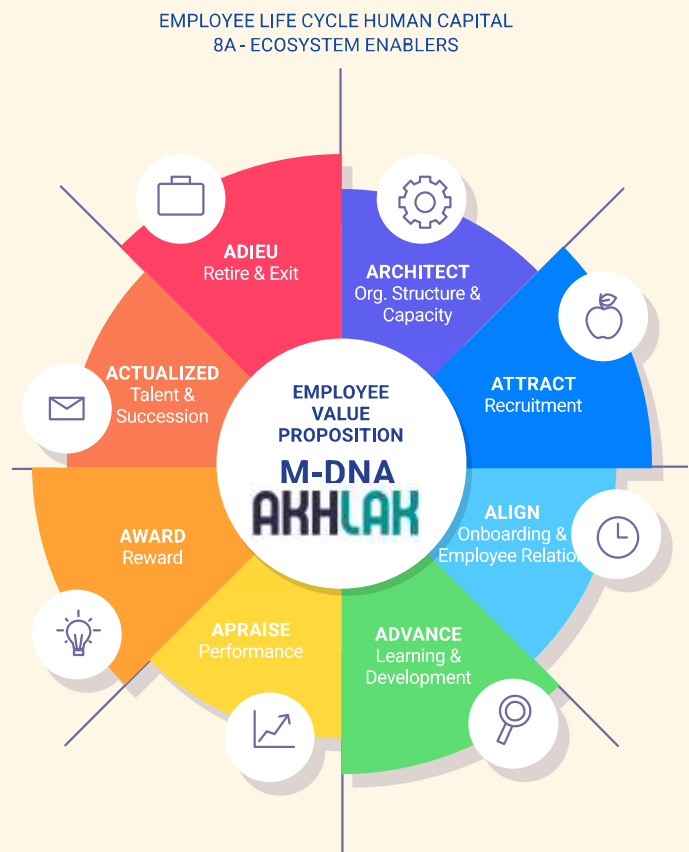 EMPLOYEE LIFE CYCLE HUMAN CAPITAL
8A - ECOSYSTEM ENABLERS
ADIEU
Retire & Exit
ARCHITECT
Org. Structure &
Capacity
ATTRACT
Recruitment
ALIGN
Onboarding &
Employee Relation
ADVANCE
Learning &
Development
APRAISE
Performance
AWARD
Reward
ACTUALIZED
Talent &
Succession
EMPLOYEE
VALUE
PROPOSITION
M-DNA
AKHLAK